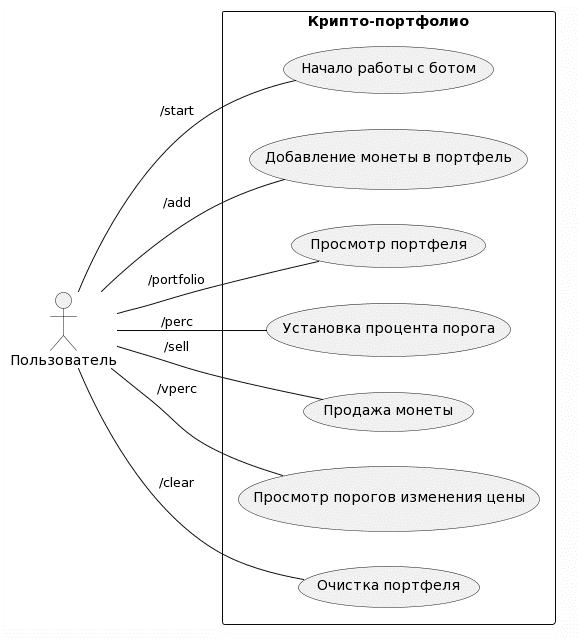 Крипто-портфолио
Начало работы с ботом
/start
Добавление монеты в портфель
/add
Просмотр портфеля
/portfolio
/perc
Установка процента порога
/sell
Пользователь
/vperc
Продажа монеты
/clear
Просмотр порогов изменения цены
Очистка портфеля